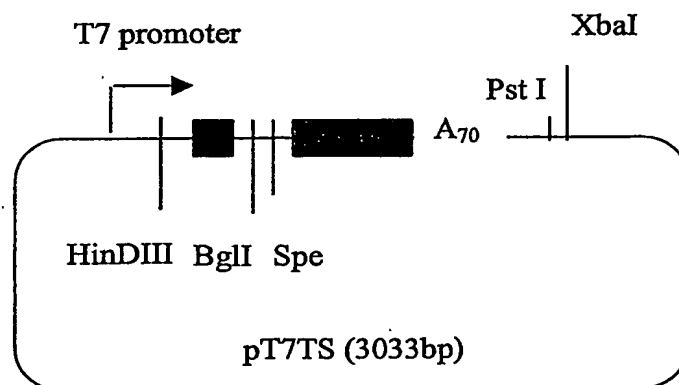 T7 promoter
XbaI
Pst I
A70
HinDIII BglI Spe
pT7TS (3033bp)